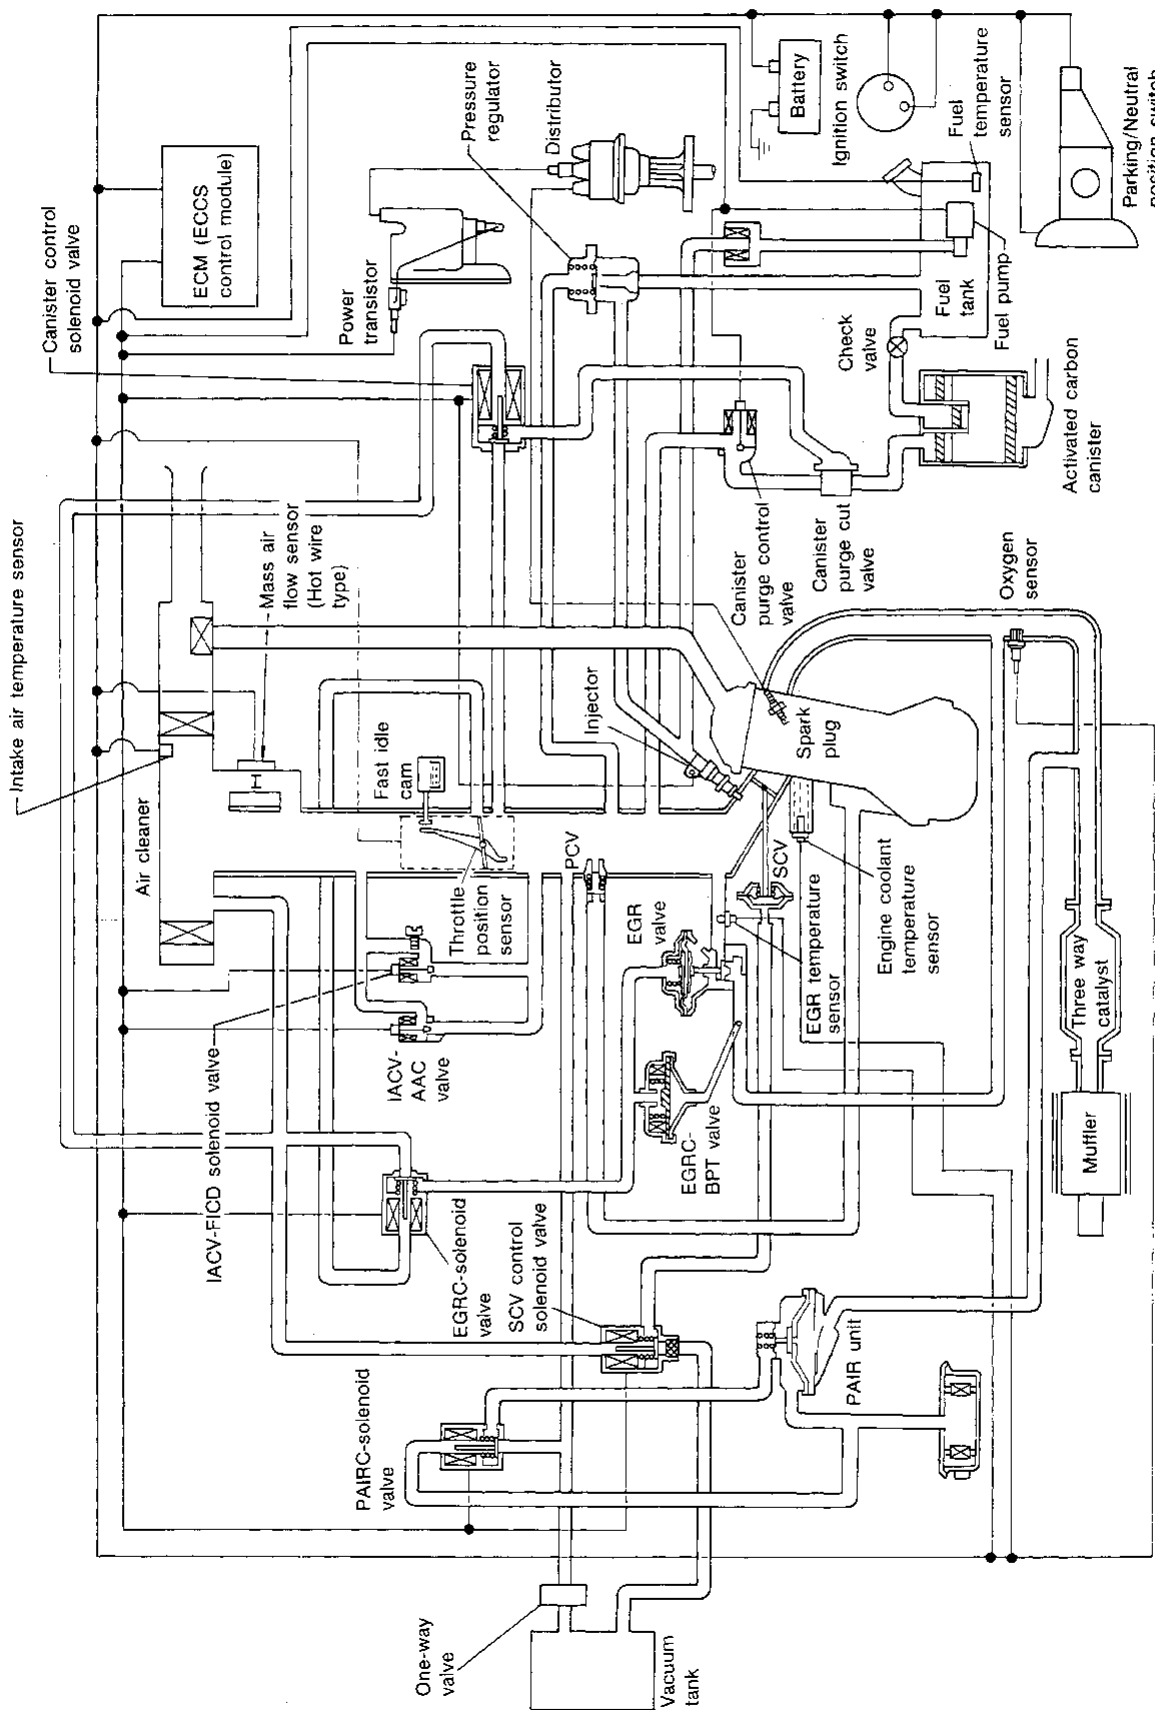 Canister control
solenoid valve
ECM (ECCS
control module)
Pressure
regulator
Distributor
Power
transistor
Battery
Ignition switch
Fuel
temperature
sensor
Parking/Neutral
position switch
Fuel pump
Fuel
tank
Check
valve
Activated carbon
canister
Canister
purge cut
valve
Canister
purge control
valve
Oxygen
sensor
Intake air temperature sensor
Mass air
flow sensor
(Hot wire
type)
Air cleaner
Fast idle
cam
Throttle
position
sensor
Injector
Spark
plug
PCV
SCV
Engine coolant
temperature
sensor
EGR
valve
EGR temperature
sensor
Three way
catalyst
Muffler
IACV-FICD solenoid valve
IACV-
AAC
valve
EGRC-
BPT valve
EGRC-solenoid
valve
SCV control
solenoid valve
PAIR unit
PAIRC-solenoid
valve
One-way
valve
Vacuum
tank